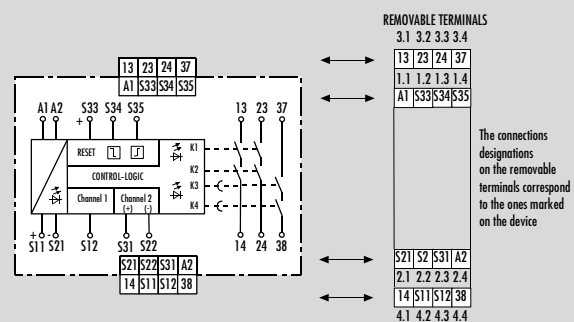 REMOVABLE TERMINALS
3.1 3.2 3.3 3.4
13 23 24 37
13 23 24 37
A1 S33 S34 S35
1.1 1.2 1.3 1.4
A1 S33 S34 S35
A1 A2 S33 S34 S35 13 23 37
+
RESET
K1
CONTROL-LOGIC
K2
Channel 1 Channel 2
K3
(+) (-)
K4
+ -
S11 S21 S12 S31 S22 14 24 38
The connections
designations
on the removable
terminals correspond
to the ones marked
on the device
S21 S22 S31 A2
14 S11 S12 38
S21 S2 S31 A2
2.1 2.2 2.3 2.4
14 S11 S12 38
4.1 4.2 4.3 4.4